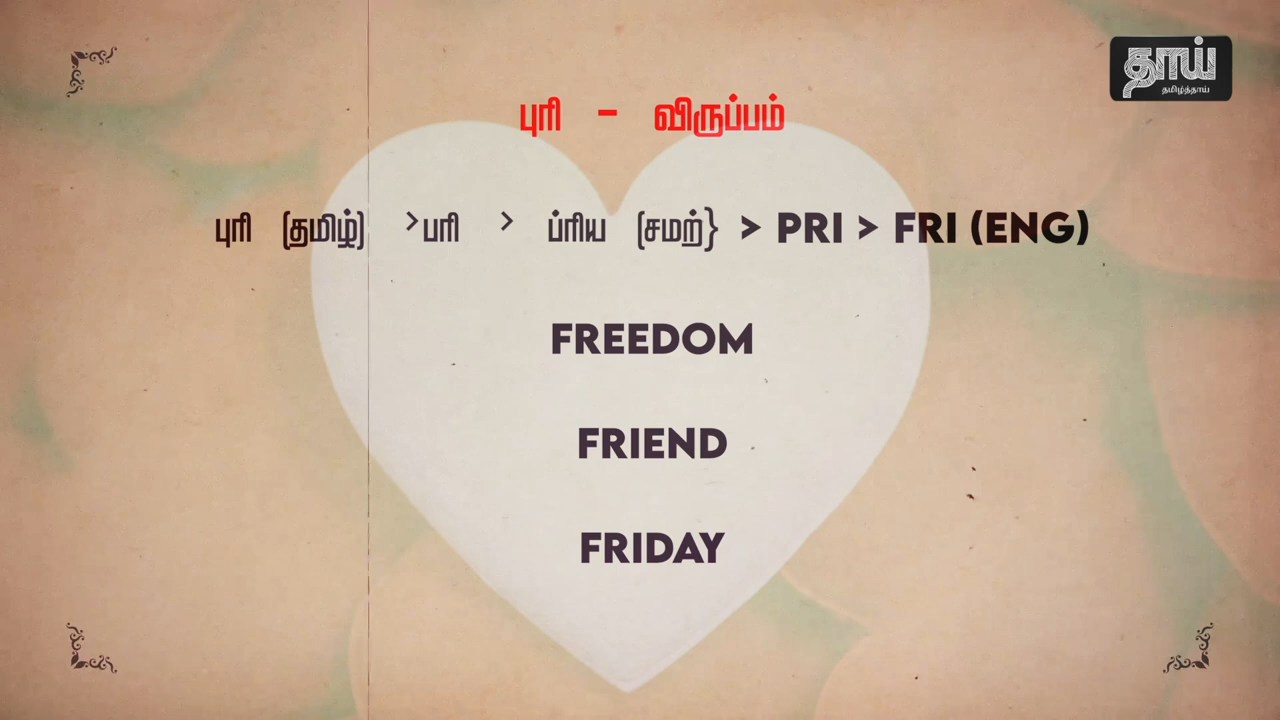 தாய்
தமிழ்த்தாய்
புரி - விருப்பம்
புரி (தமிழ்) >பரி > ப்ரிய (சமற்} > PRI > FRI (ENG)
FREEDOM
FRIEND
FRIDAY